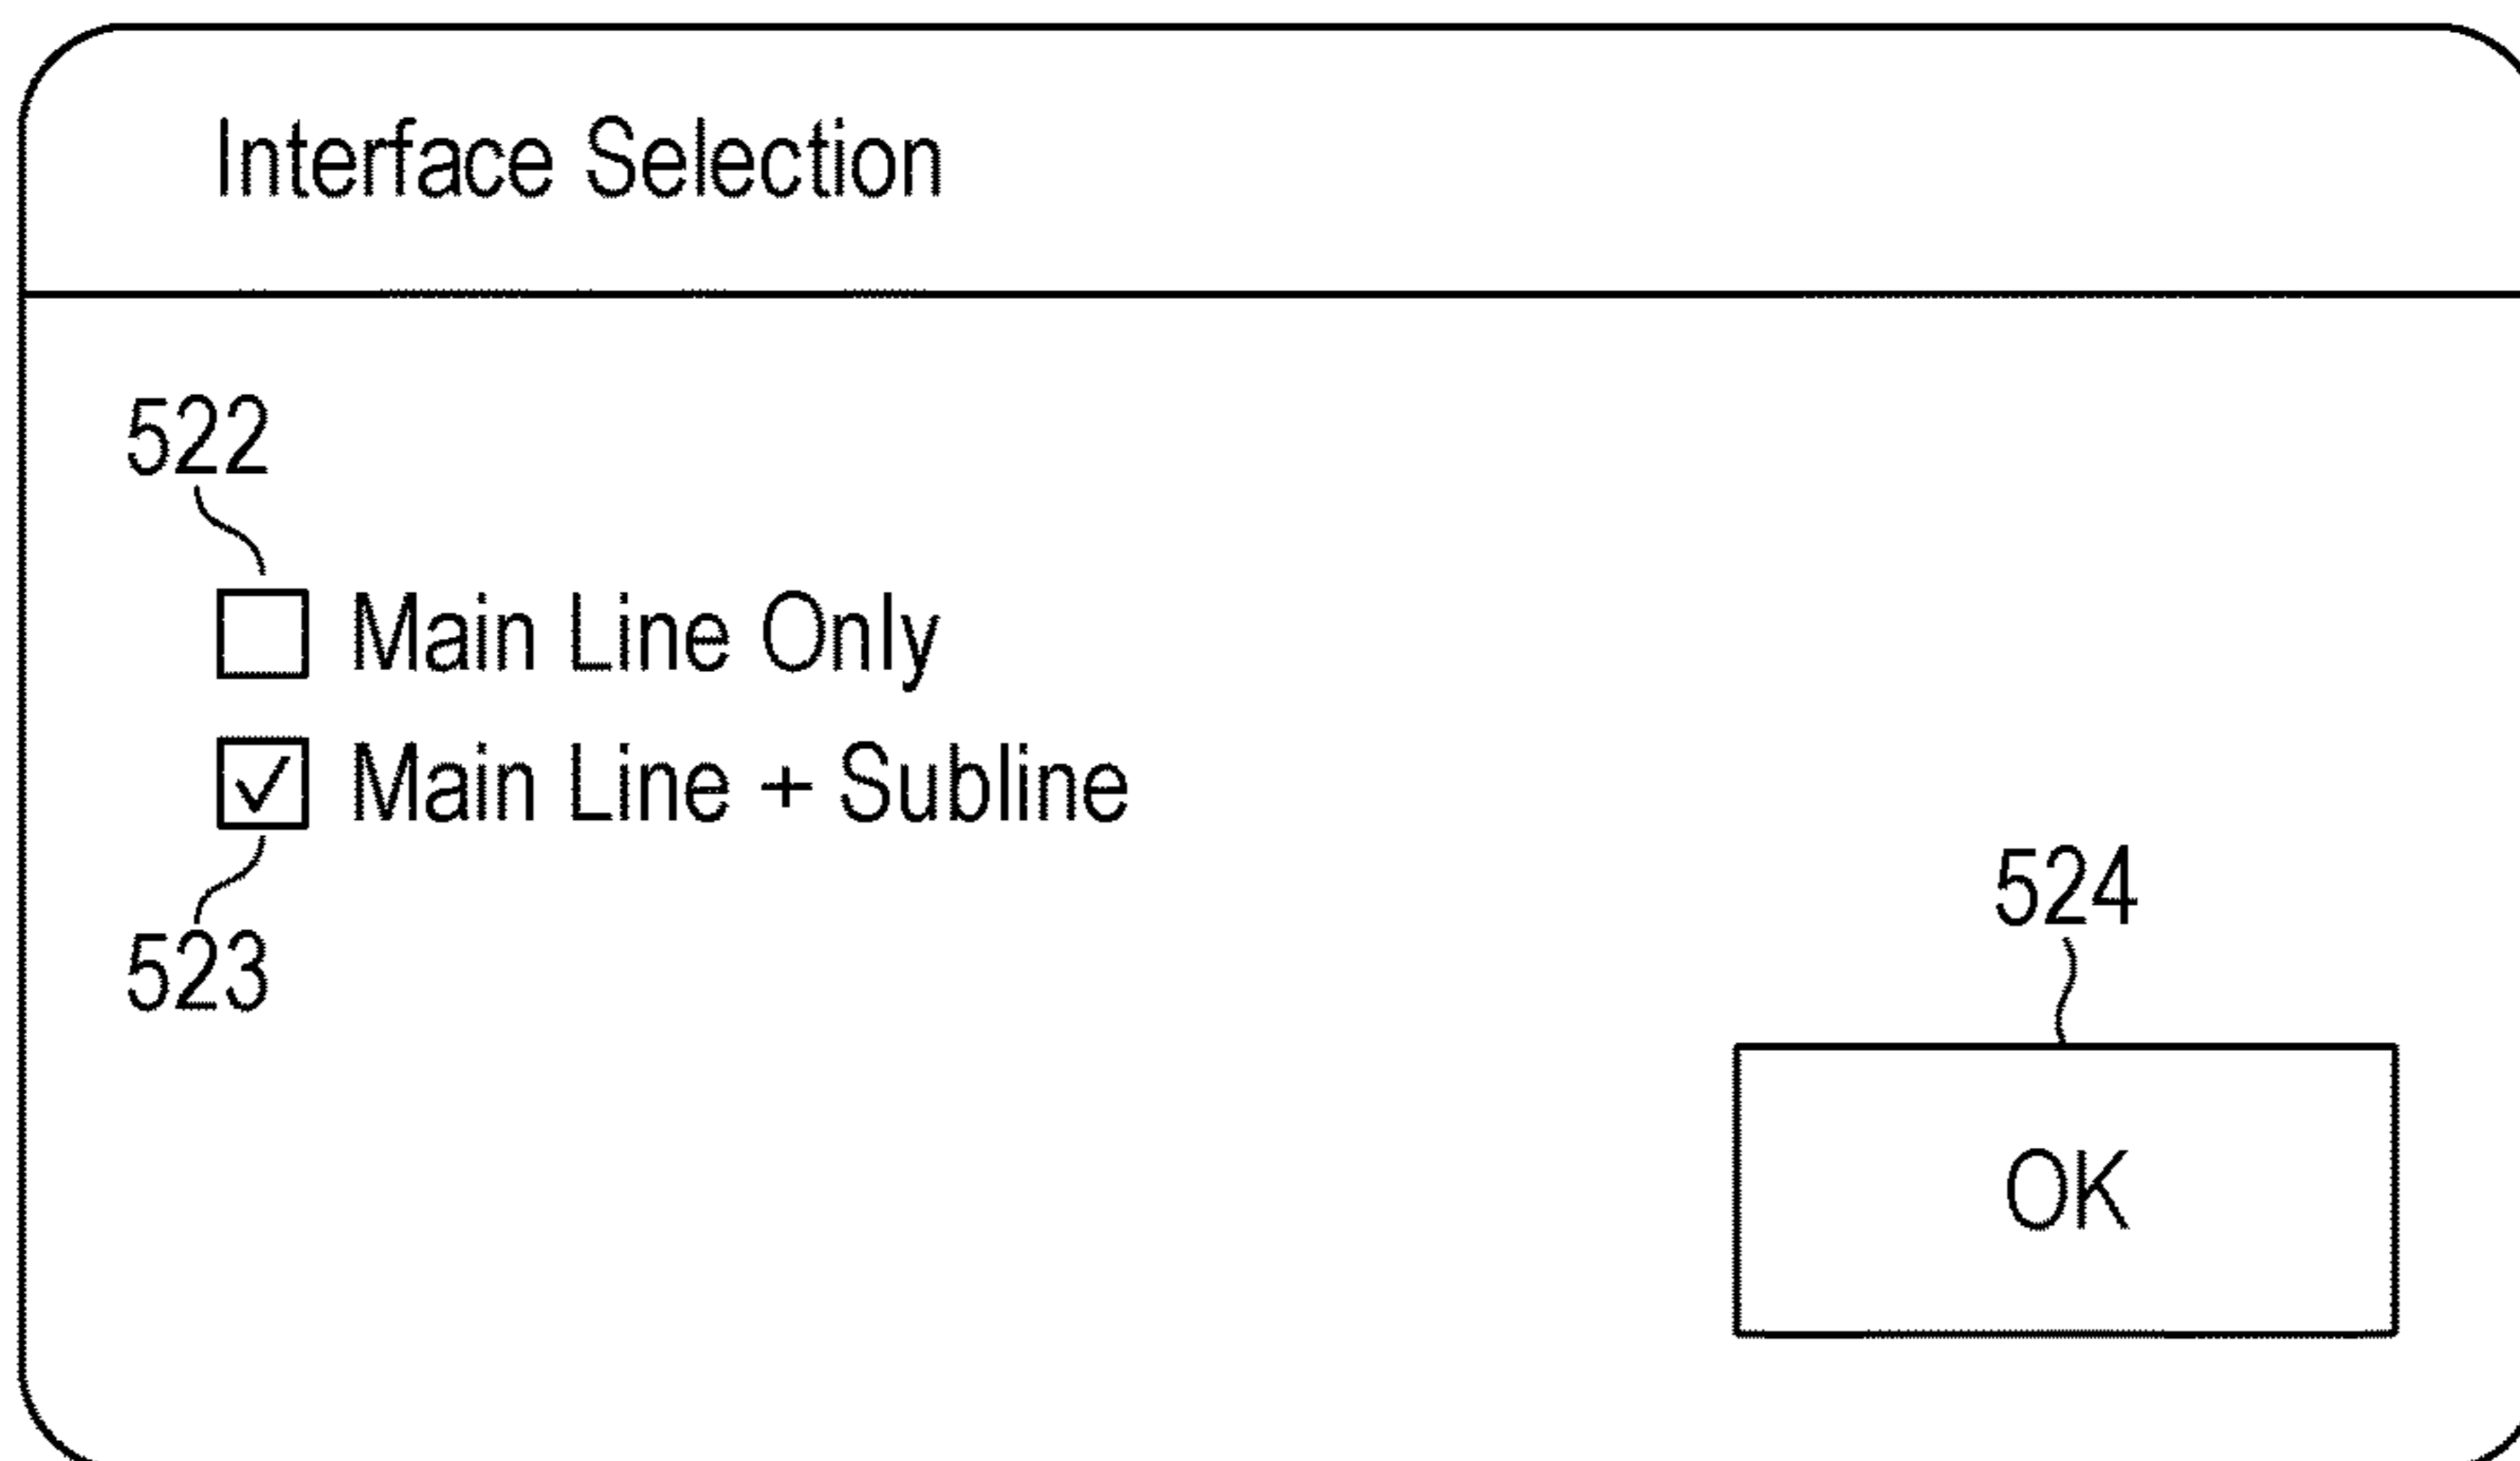 Interface Selection
522
Main Line Only
Main Line + Subline
523
524
OK